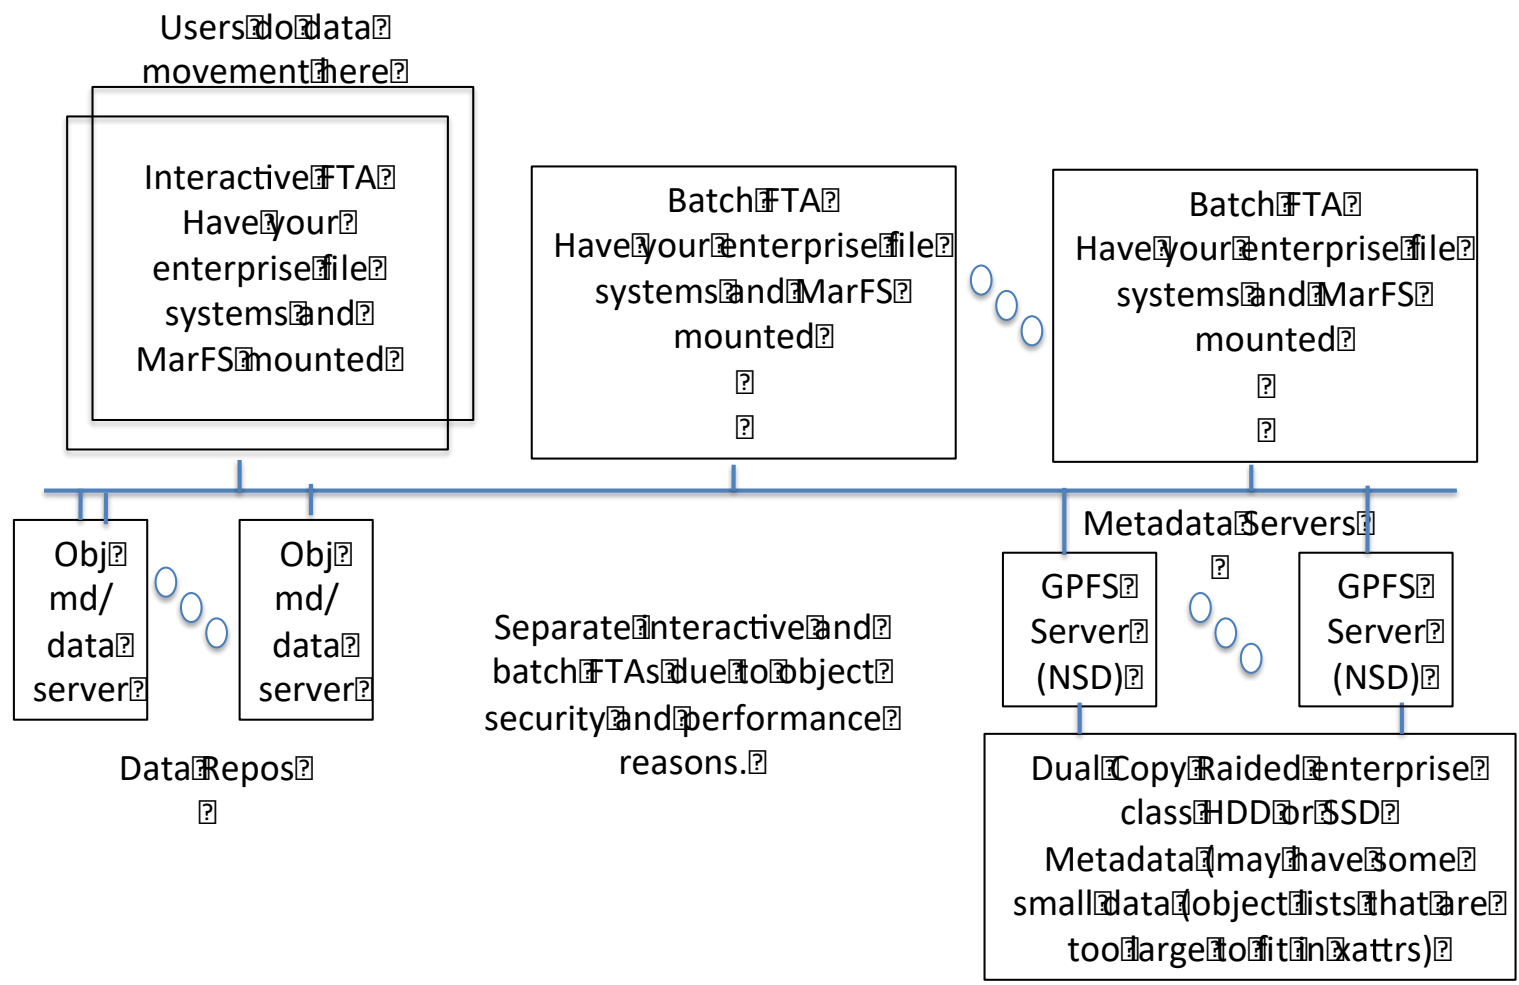 Users do data
movement here
Interactive FTA
Have your
enterprise file
systems and
MarFS mounted
Batch FTA
Have your enterprise file
systems and MarFS
mounted
Batch FTA
Have your enterprise file
systems and MarFS
mounted
Obj
md/
data
server
Obj
md/
data
server
Data Repos
Separate interactive and
batch FTAs due to object
security and performance
reasons.
Metadata Servers
GPFS
Server
(NSD)
GPFS
Server
(NSD)
Dual Copy Raided enterprise
class HDD or SSD
Metadata (may have some
small data (object lists that are
too large to fit in xattrs)